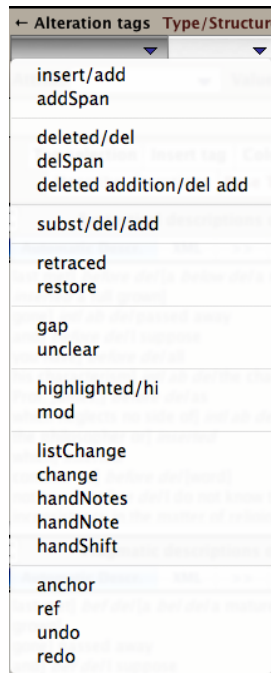 ← Alteration tags Type/Structur
insert/add
addSpan
deleted/del
delSpan
deleted addition/del add
subst/del/add
retraced
restore
gap
unclear
highlighted/hi
mod
listChange
change
handNotes
handNote
handShift
anchor
ref
undo
redo